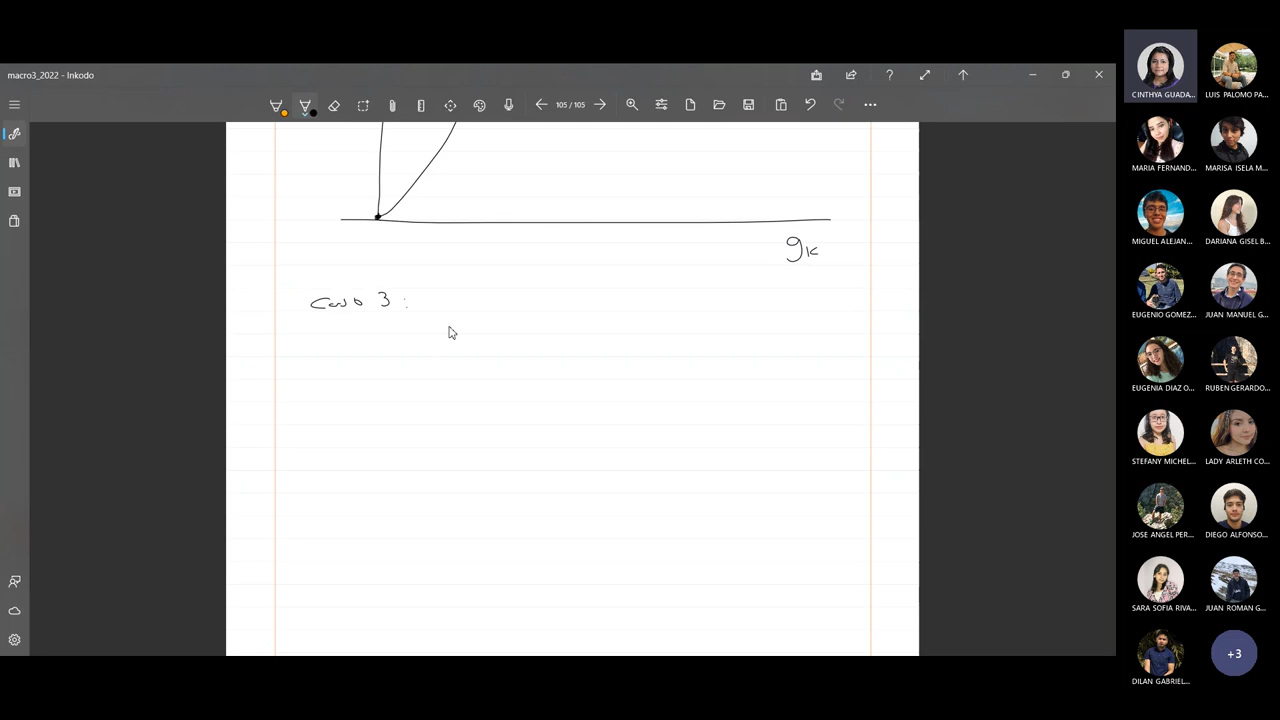 macro3_2022 - Inkodo
105 / 105
gk
Caso 3 :
CINTHYA GUADA...
LUIS PALOMO PA...
MARIA FERNAND...
MARISA ISELA M...
MIGUEL ALEJAN...
DARIANA GISEL B...
EUGENIO GOMEZ...
JUAN MANUEL G...
EUGENIA DIAZ O...
RUBEN GERARDO...
STEFANY MICHEL...
LADY ARLETH CO...
JOSE ANGEL PER...
DIEGO ALFONSO...
SARA SOFIA RIVA...
JUAN ROMAN G...
DILAN GABRIEL...
+3